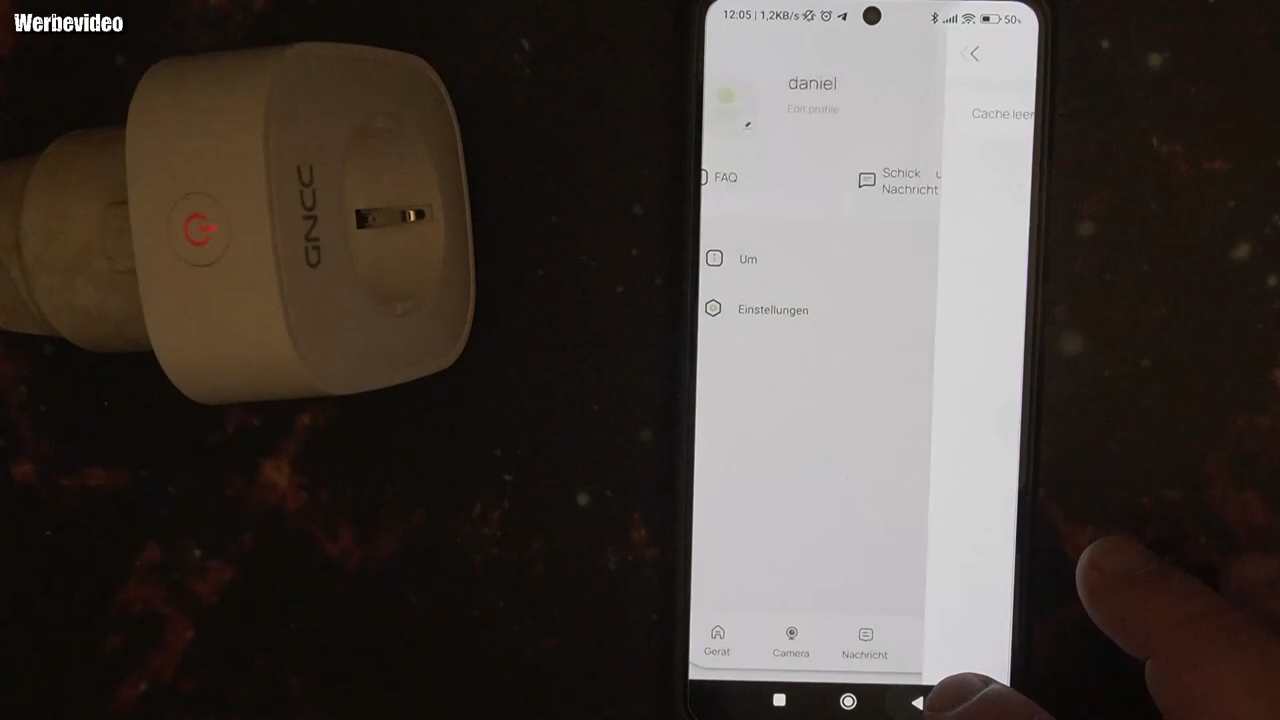 Werbevideo
12:05 | 1,2KB/s
50%
daniel
Edit profile
Cache leer
FAQ
Schick u
Nachricht
GNCC
Um
Einstellungen
Gerät
Camera
Nachricht